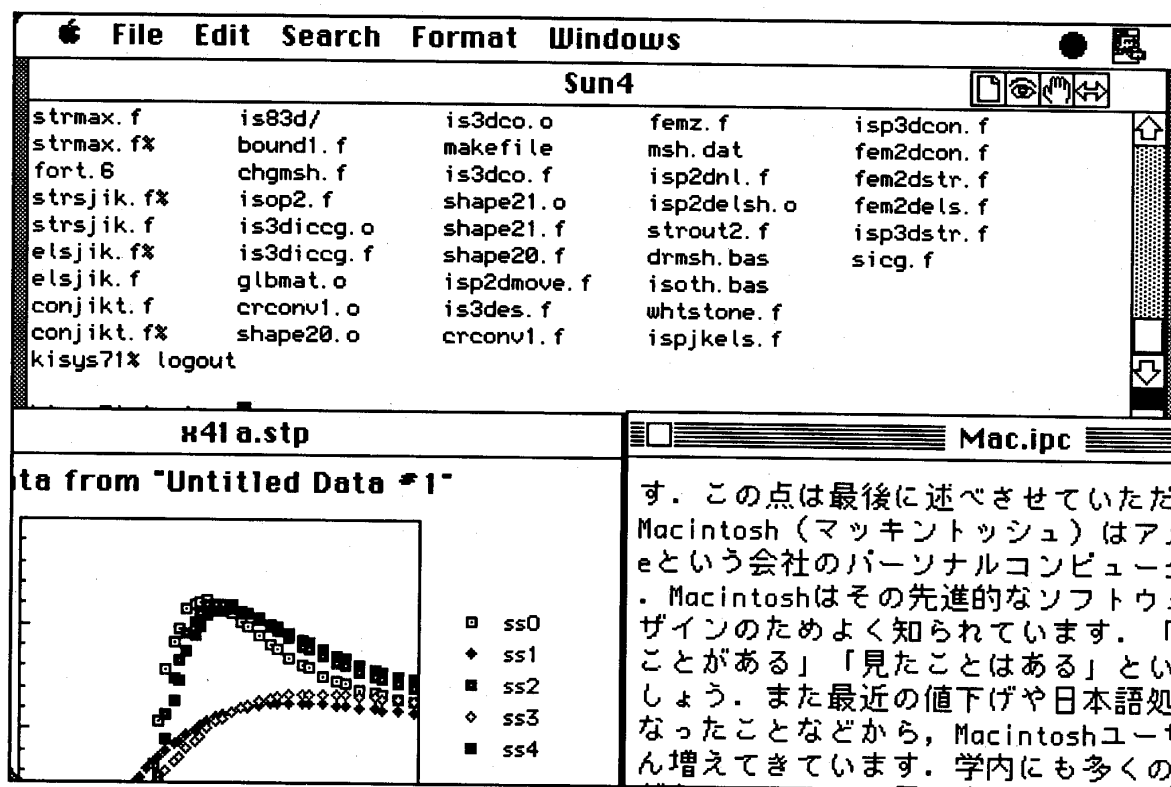 File Edit Search Format Windows
Sun4
strmax.f is83d/ is3dco.o femz.f isp3dcon.f
strmax.f% bound1.f makefile msh.dat fem2dcon.f
fort.6 chgmsh.f is3dco.f isp2dnl.f fem2dstr.f
strsjik.f% isop2.f shape21.o isp2delsh.o fem2dels.f
strsjik.f is3diccg.o shape21.f strout2.f isp3dstr.f
elsjik.f% is3diccg.f shape20.f drmsh.bas sicg.f
elsjik.f glbmat.o isp2dmove.f isoth.bas
conjikt.f crconv1.o is3des.f whtstone.f
conjikt.f% shape20.o crconv1.f ispjkels.f
kisys71% logout
x41a.stp
ta from "Untitled Data #1"
ss0
ss1
ss2
ss3
ss4
Mac.ipc
す．この点は最後に述べさせていただ
Macintosh（マッキントッシュ）はア
eという会社のパーソナルコンピュー
．Macintoshはその先進的なソフトウ
ザインのためよく知られています．「
ことがある」「見たことはある」とい
しょう．また最近の値下げや日本語処
なったことなどから，Macintoshユー
ん増えてきています．学内にも多くの